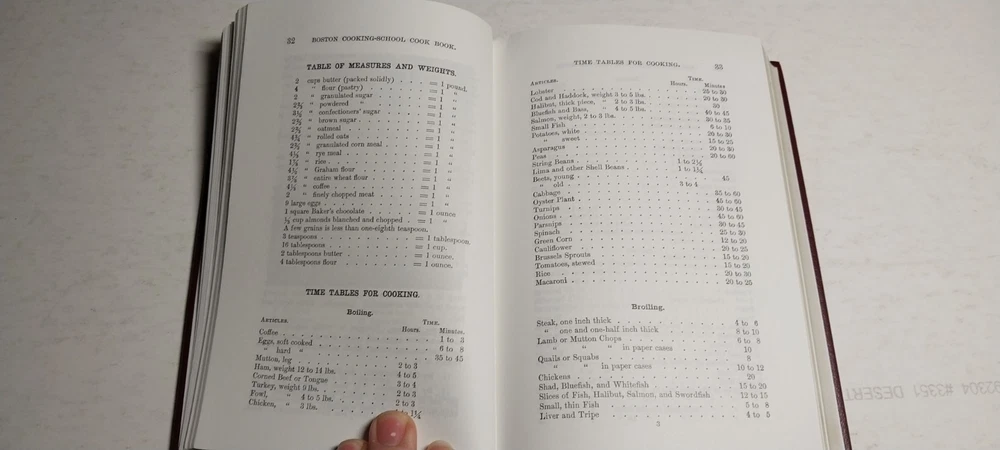 32 BOSTON COOKING-SCHOOL COOK BOOK.
TABLE OF MEASURES AND WEIGHTS.
2 cups butter (packed solidly) . . . = 1 pound.
4 " flour (pastry) . . . . = 1 "
2 " granulated sugar . . . . = 1 "
2⅔ " powdered " . . . . = 1 "
3½ " confectioners' sugar . . . . = 1 "
2⅔ " brown sugar . . . . = 1 "
2⅔ " oatmeal . . . . = 1 "
4¾ " rolled oats . . . . = 1 "
2⅔ " granulated corn meal . . . . = 1 "
4⅓ " rye meal . . . . = 1 "
1⅞ " rice . . . . = 1 "
4½ " Graham flour . . . . = 1 "
3⅞ " entire wheat flour . . . . = 1 "
4⅓ " coffee . . . . = 1 "
2 " finely chopped meat . . . . = 1 "
9 large eggs . . . . = 1 "
1 square Baker's chocolate . . . . = 1 ounce
⅓ cup almonds blanched and chopped . . = 1 "
A few grains is less than one-eighth teaspoon.
3 teaspoons . . . . = 1 tablespoon.
16 tablespoons . . . . = 1 cup.
2 tablespoons butter . . . . = 1 ounce.
4 tablespoons flour . . . . = 1 ounce.
TIME TABLES FOR COOKING.
Boiling.
ARTICLES. TIME.
Hours. Minutes.
Coffee . . . . 1 to 3
Eggs, soft cooked . . . . 6 to 8
" hard " . . . . 35 to 45
Mutton, leg . . . . 2 to 3
Ham, weight 12 to 14 lbs. . . . . 4 to 5
Corned Beef or Tongue . . . . 3 to 4
Turkey, weight 9 lbs. . . . . 2 to 3
Fowl, " 4 to 5 lbs. . . . . 2 to 3
Chicken, " 3 lbs. . . . . to 1¼
TIME TABLES FOR COOKING. 33
ARTICLES. TIME.
Hours. Minutes
Lobster . . . . 25 to 30
Cod and Haddock, weight 3 to 5 lbs. . . . . 20 to 30
Halibut, thick piece, " 2 to 3 lbs. . . . . 30
Bluefish and Bass, " 4 to 5 lbs. . . . . 40 to 45
Salmon, weight, 2 to 3 lbs. . . . . 30 to 35
Small Fish . . . . 6 to 10
Potatoes, white . . . . 20 to 30
" sweet . . . . 15 to 25
Asparagus . . . . 20 to 30
Peas . . . . 20 to 60
String Beans . . . . 1 to 2½
Lima and other Shell Beans . . . . 1 to 1¼
Beets, young . . . . 45
" old . . . . 3 to 4
Cabbage . . . . 35 to 60
Oyster Plant . . . . 45 to 60
Turnips . . . . 30 to 45
Onions . . . . 45 to 60
Parsnips . . . . 30 to 45
Spinach . . . . 25 to 30
Green Corn . . . . 12 to 20
Cauliflower . . . . 20 to 25
Brussels Sprouts . . . . 15 to 20
Tomatoes, stewed . . . . 15 to 20
Rice . . . . 20 to 30
Macaroni . . . . 20 to 25
Broiling.
Steak, one inch thick . . . . 4 to 6
" one and one-half inch thick . . . . 8 to 10
Lamb or Mutton Chops . . . . 6 to 8
" " " in paper cases 10
Quails or Squabs . . . . 8
" " in paper cases . . . . 10 to 12
Chickens . . . . 20
Shad, Bluefish, and Whitefish . . . . 15 to 20
Slices of Fish, Halibut, Salmon, and Swordfish . . 12 to 15
Small, thin Fish . . . . 5 to 8
Liver and Tripe . . . . 4 to 5
3
02304 #3351 DESERT